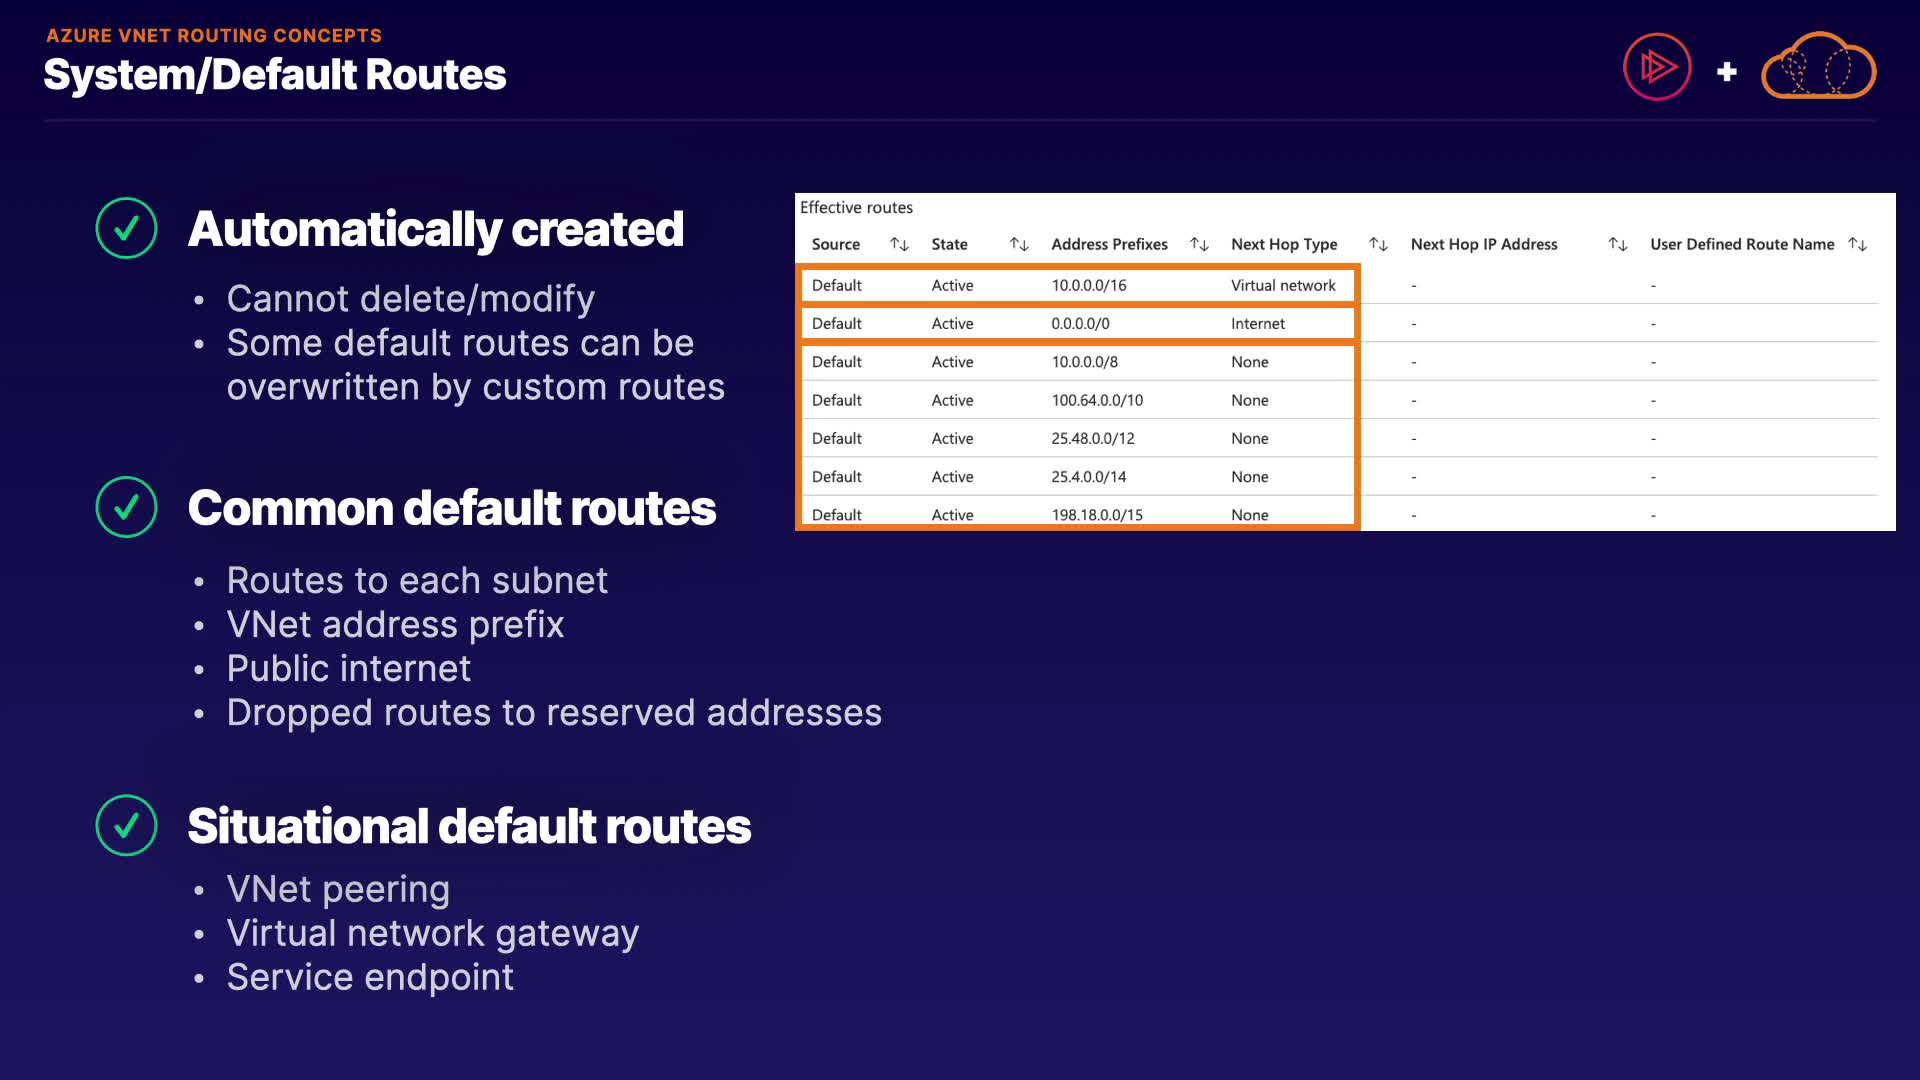 AZURE VNET ROUTING CONCEPTS
System/Default Routes
Automatically created
• Cannot delete/modify
• Some default routes can be
overwritten by custom routes
Common default routes
• Routes to each subnet
• VNet address prefix
• Public internet
• Dropped routes to reserved addresses
Situational default routes
• VNet peering
• Virtual network gateway
• Service endpoint
Effective routes
Source State Address Prefixes Next Hop Type Next Hop IP Address User Defined Route Name
Default Active 10.0.0.0/16 Virtual network - -
Default Active 0.0.0.0/0 Internet - -
Default Active 10.0.0.0/8 None - -
Default Active 100.64.0.0/10 None - -
Default Active 25.48.0.0/12 None - -
Default Active 25.4.0.0/14 None - -
Default Active 198.18.0.0/15 None - -